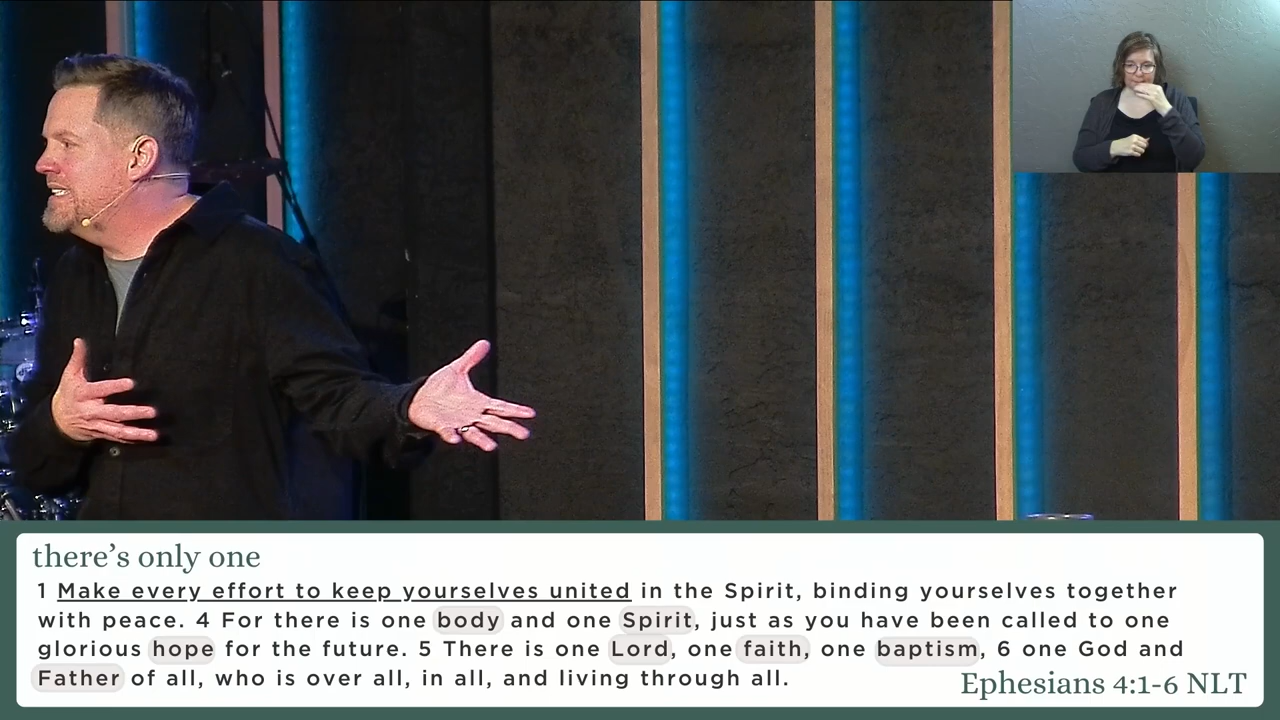 there's only one
1 Make every effort to keep yourselves united in the Spirit, binding yourselves together
with peace. 4 For there is one body and one Spirit, just as you have been called to one
glorious hope for the future. 5 There is one Lord, one faith, one baptism, 6 one God and
Father of all, who is over all, in all, and living through all.
Ephesians 4:1-6 NLT